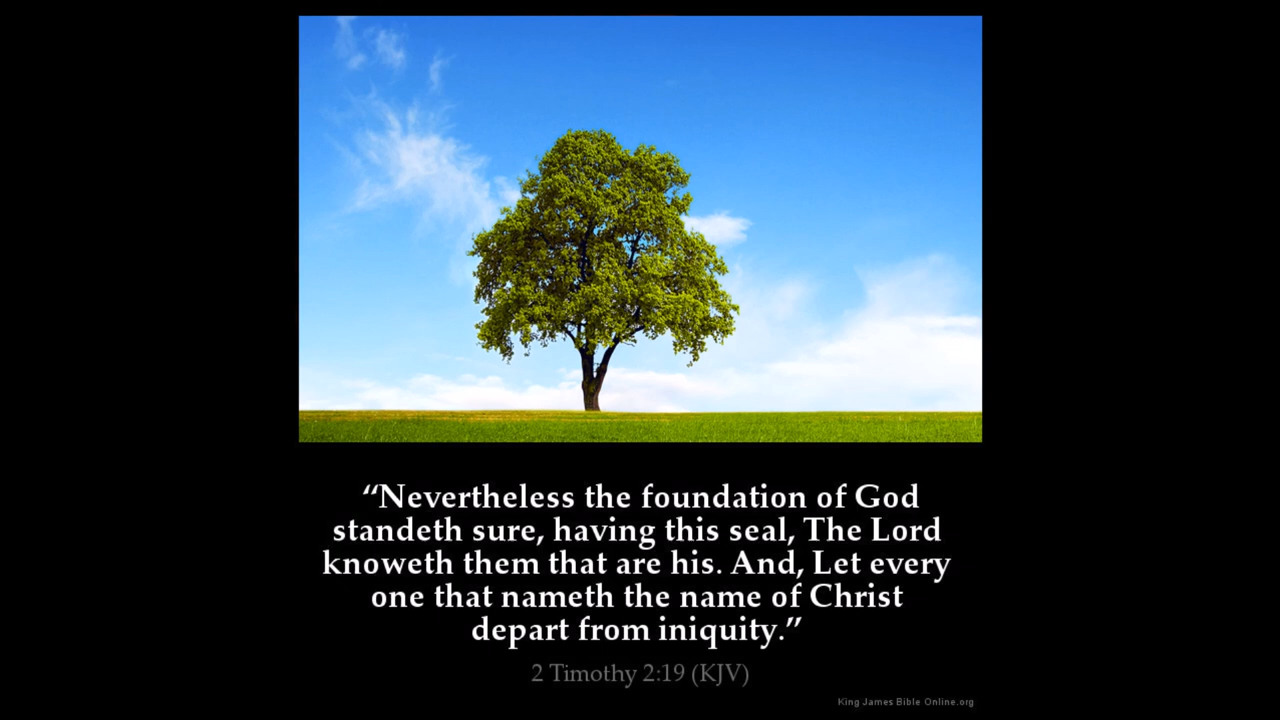 “Nevertheless the foundation of God
standeth sure, having this seal, The Lord
knoweth them that are his. And, Let every
one that nameth the name of Christ
depart from iniquity.”
2 Timothy 2:19 (KJV)
King James Bible Online.org